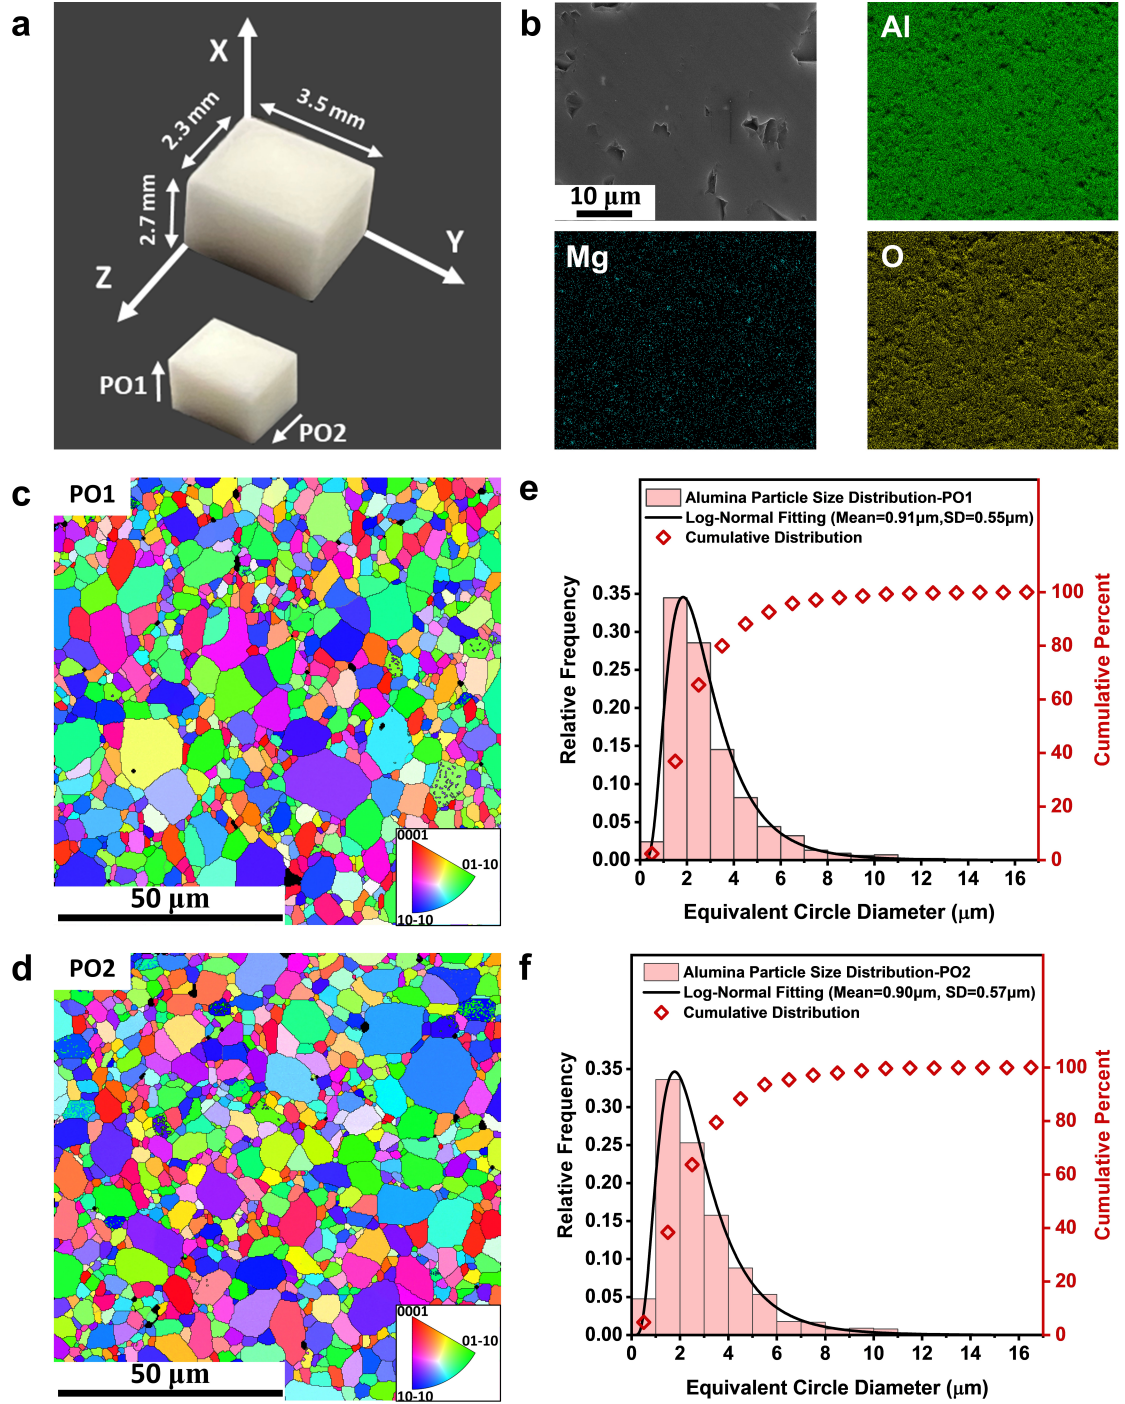 a
X
2.3 mm
3.5 mm
2.7 mm
Y
Z
PO1
PO2
b
10 µm
Al
Mg
O
c
PO1
0001
01-10
10-10
50 µm
d
PO2
0001
01-10
10-10
50 µm
e
Alumina Particle Size Distribution-PO1
Log-Normal Fitting (Mean=0.91µm,SD=0.55µm)
Cumulative Distribution
Relative Frequency
0.35
0.30
0.25
0.20
0.15
0.10
0.05
0.00
0 2 4 6 8 10 12 14 16
Equivalent Circle Diameter (µm)
100
80
60
40
20
0
Cumulative Percent
f
Alumina Particle Size Distribution-PO2
Log-Normal Fitting (Mean=0.90µm, SD=0.57µm)
Cumulative Distribution
Relative Frequency
0.35
0.30
0.25
0.20
0.15
0.10
0.05
0.00
0 2 4 6 8 10 12 14 16
Equivalent Circle Diameter (µm)
100
80
60
40
20
0
Cumulative Percent